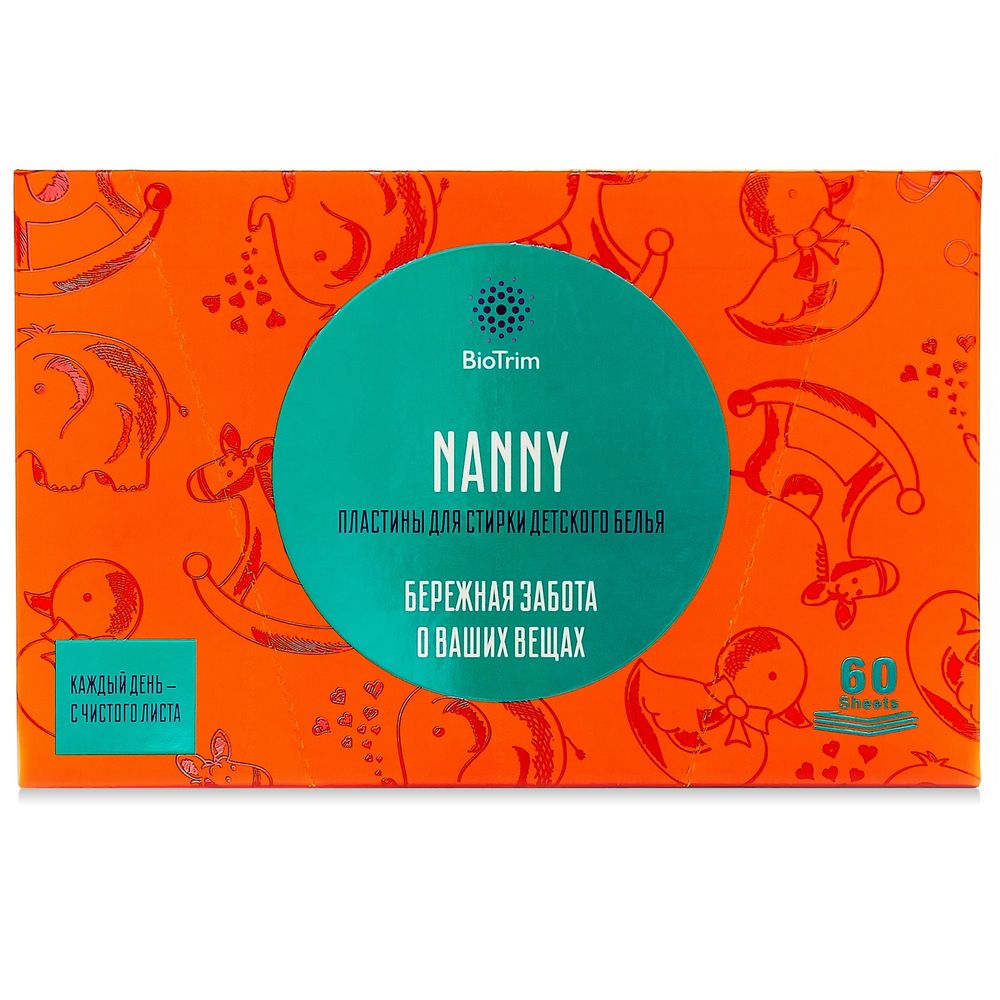 BioTrim
NANNY
ПЛАСТИНЫ ДЛЯ СТИРКИ ДЕТСКОГО БЕЛЬЯ
БЕРЕЖНАЯ ЗАБОТА
О ВАШИХ ВЕЩАХ
КАЖДЫЙ ДЕНЬ –
С ЧИСТОГО ЛИСТА
60
Sheets